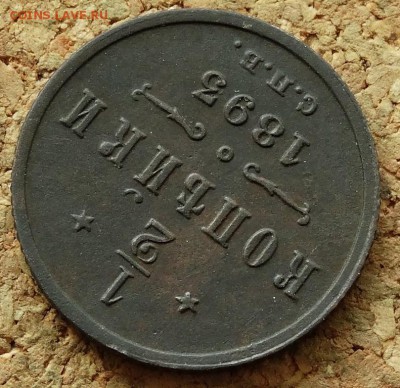 COINS.LAVE.RU
1/2
КОПѢЙКИ
1893
С.П.Б.